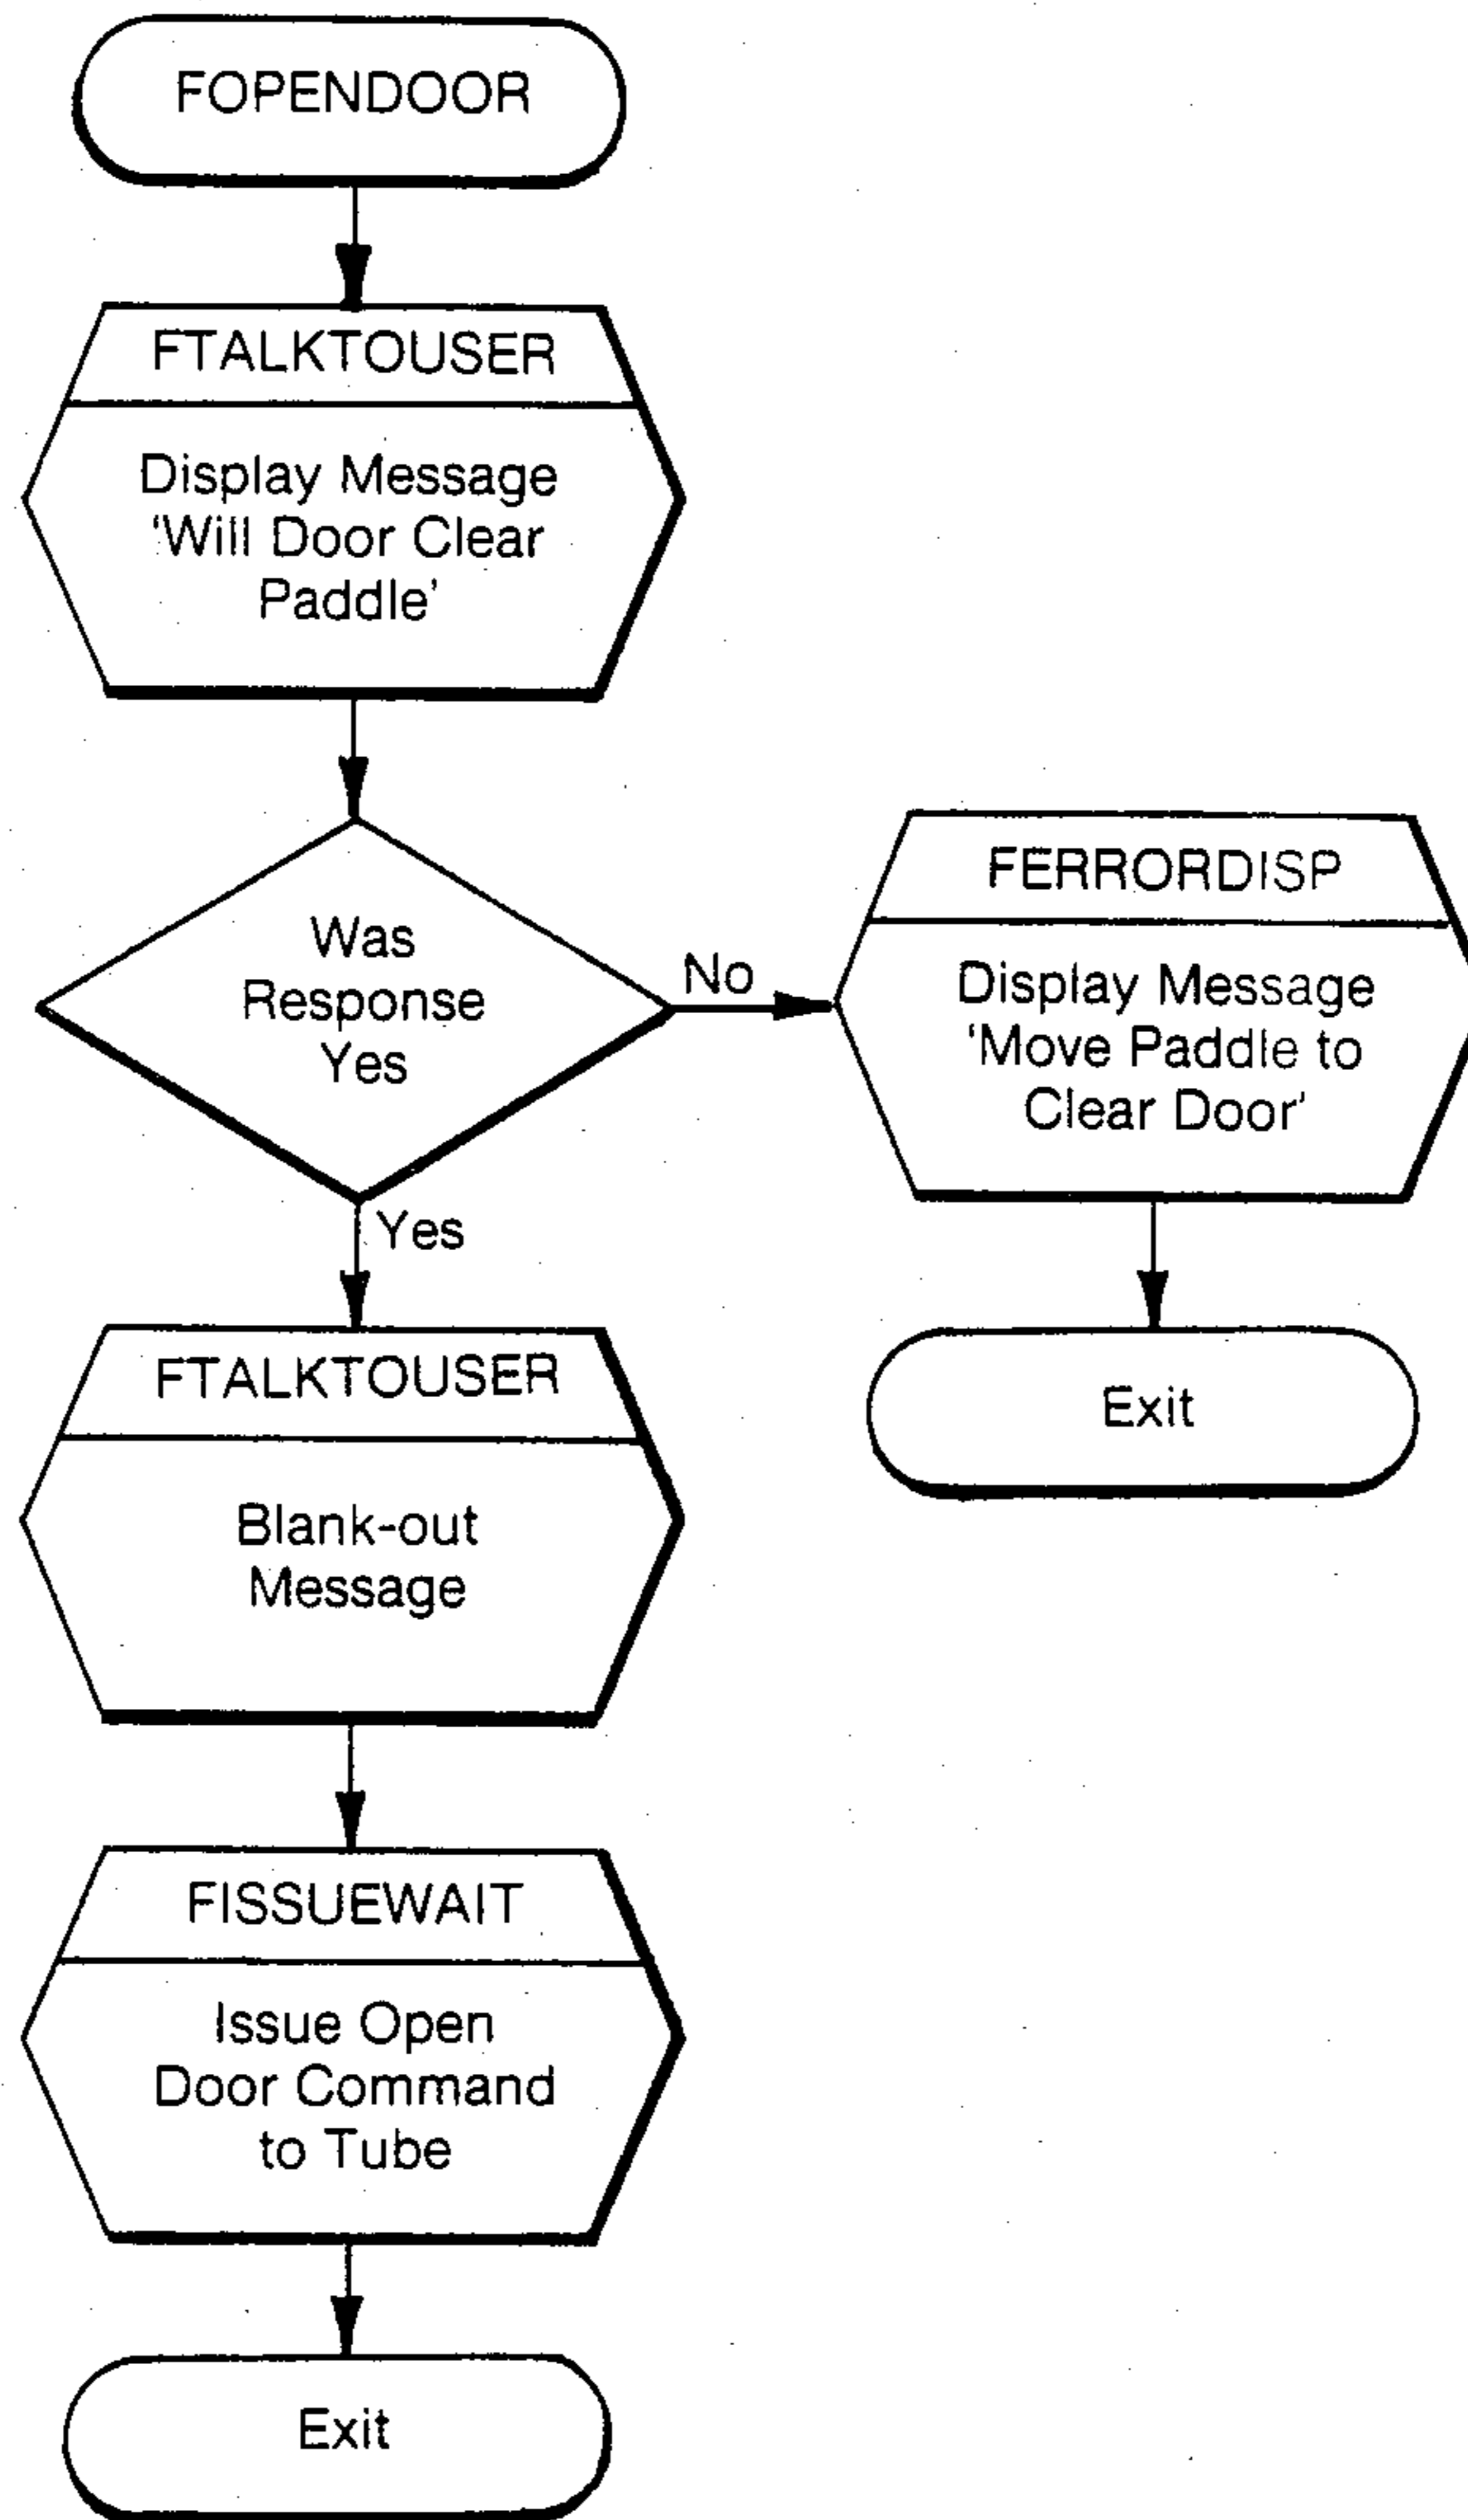 FOPENDOOR
FTALKTOUSER
Display Message
'Will Door Clear
Paddle'
Was
Response
Yes
No
FERRORDISP
Display Message
'Move Paddle to
Clear Door'
Exit
Yes
FTALKTOUSER
Blank-out
Message
FISSUEWAIT
Issue Open
Door Command
to Tube
Exit